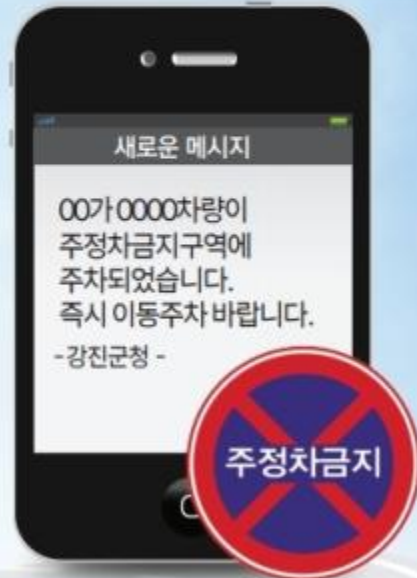 새로운 메시지
00가 0000차량이
주정차금지구역에
주차되었습니다.
즉시 이동주차 바랍니다.
-강진군청 -
주정차금지